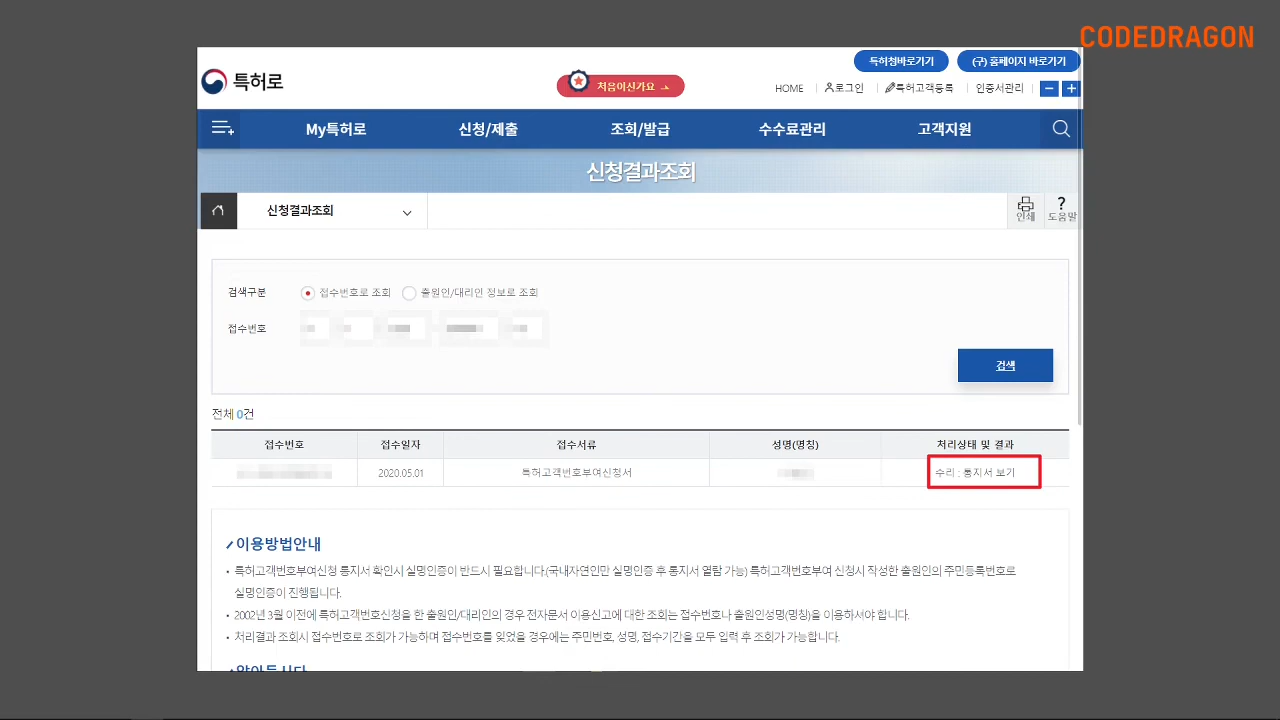 CODEDRAGON
특허청바로가기 (구) 홈페이지 바로가기
특허로
처음이신가요
HOME 로그인 특허고객등록 인증서관리
My특허로 신청/제출 조회/발급 수수료관리 고객지원
신청결과조회
신청결과조회 인쇄 ? 도움말
검색구분 접수번호로 조회 출원인/대리인 정보로 조회
접수번호
검색
전체 0건
접수번호 접수일자 접수서류 성명(명칭) 처리상태 및 결과
2020.05.01 특허고객번호부여신청서 수리 : 통지서 보기
이용방법안내
• 특허고객번호부여신청 통지서 확인시 실명인증이 반드시 필요합니다.(국내자연인만 실명인증 후 통지서 열람 가능) 특허고객번호부여 신청시 작성한 출원인의 주민등록번호로
실명인증이 진행됩니다.
• 2002년 3월 이전에 특허고객번호신청을 한 출원인/대리인의 경우 전자문서 이용신고에 대한 조회는 접수번호나 출원인성명(명칭)을 이용하셔야 합니다.
• 처리결과 조회시 접수번호로 조회가 가능하며 접수번호를 잊었을 경우에는 주민번호, 성명, 접수기간을 모두 입력 후 조회가 가능합니다.